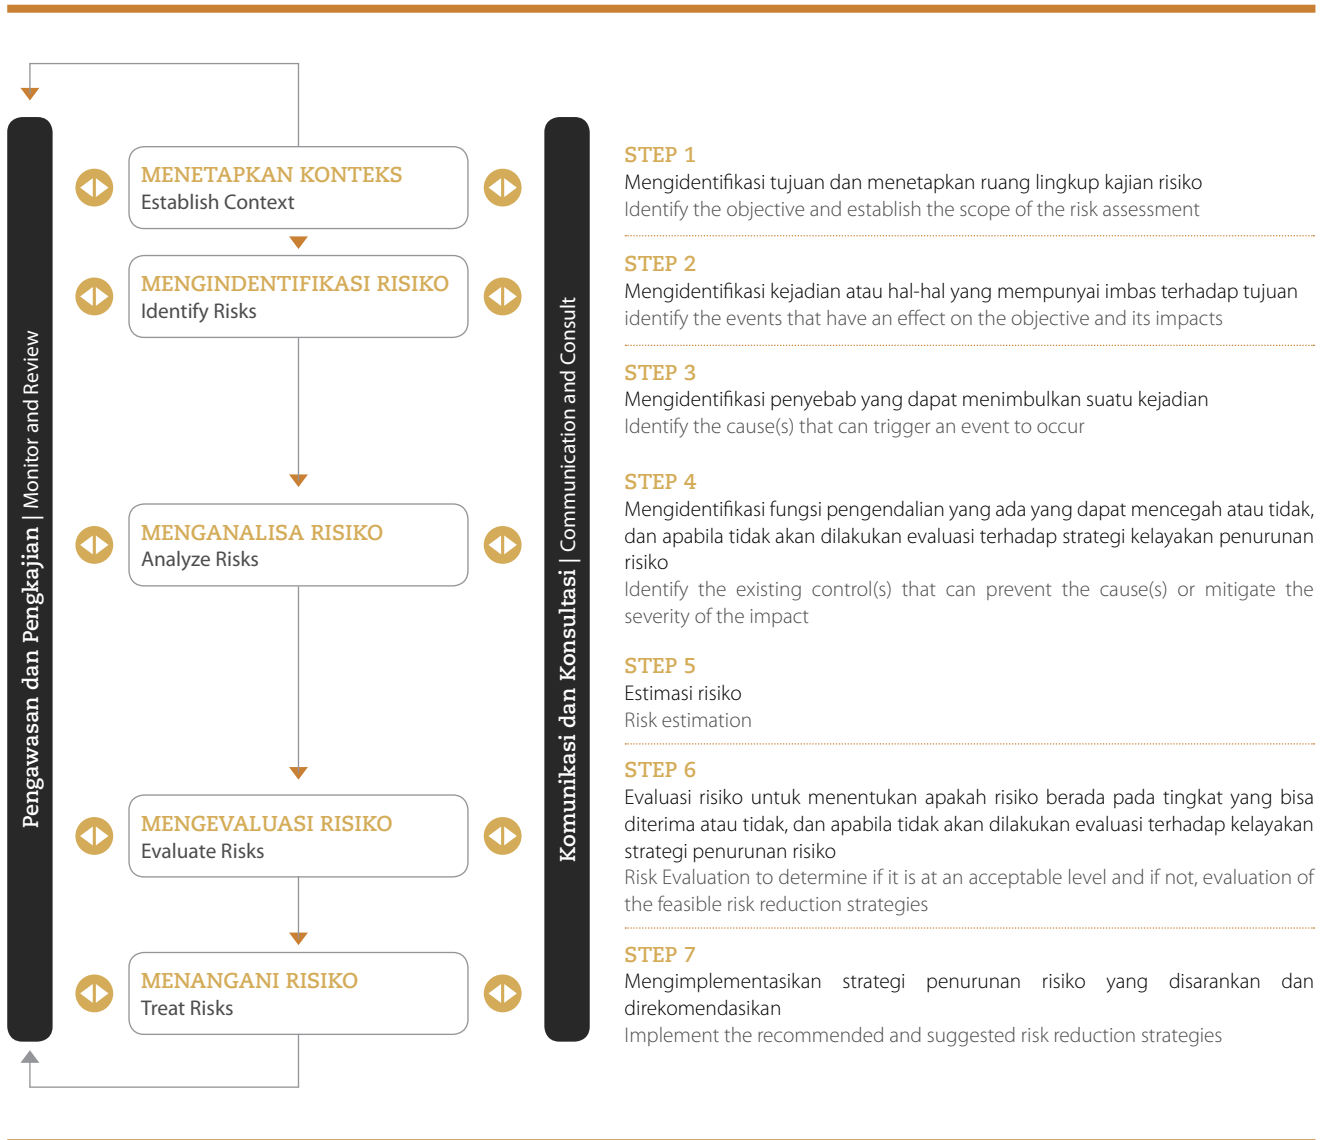 MENETAPKAN KONTEKS
Establish Context
MENGINDENTIFIKASI RISIKO
Identify Risks
MENGANALISA RISIKO
Analyze Risks
MENGEVALUASI RISIKO
Evaluate Risks
MENANGANI RISIKO
Treat Risks
Pengawasan dan Pengkajian | Monitor and Review
Komunikasi dan Konsultasi | Communication and Consult
STEP 1
Mengidentifikasi tujuan dan menetapkan ruang lingkup kajian risiko
Identify the objective and establish the scope of the risk assessment
STEP 2
Mengidentifikasi kejadian atau hal-hal yang mempunyai imbas terhadap tujuan
identify the events that have an effect on the objective and its impacts
STEP 3
Mengidentifikasi penyebab yang dapat menimbulkan suatu kejadian
Identify the cause(s) that can trigger an event to occur
STEP 4
Mengidentifikasi fungsi pengendalian yang ada yang dapat mencegah atau tidak,
dan apabila tidak akan dilakukan evaluasi terhadap strategi kelayakan penurunan
risiko
Identify the existing control(s) that can prevent the cause(s) or mitigate the
severity of the impact
STEP 5
Estimasi risiko
Risk estimation
STEP 6
Evaluasi risiko untuk menentukan apakah risiko berada pada tingkat yang bisa
diterima atau tidak, dan apabila tidak akan dilakukan evaluasi terhadap kelayakan
strategi penurunan risiko
Risk Evaluation to determine if it is at an acceptable level and if not, evaluation of
the feasible risk reduction strategies
STEP 7
Mengimplementasikan strategi penurunan risiko yang disarankan dan
direkomendasikan
Implement the recommended and suggested risk reduction strategies